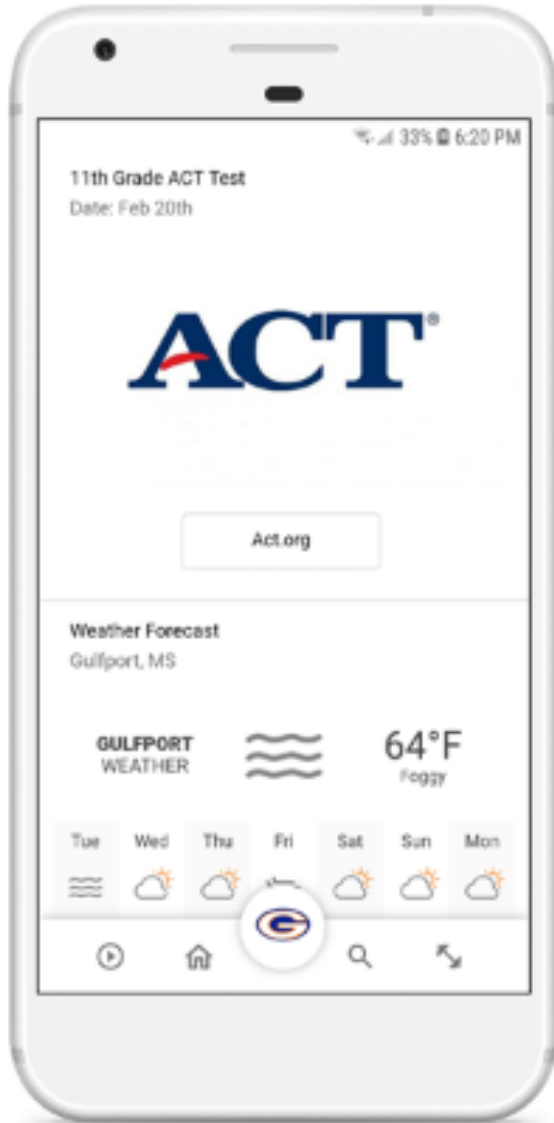 33% 6:20 PM
11th Grade ACT Test
Date: Feb 20th
ACT®
Act.org
Weather Forecast
Gulfport, MS
GULFPORT
WEATHER
64°F
Foggy
Tue Wed Thu Fri Sat Sun Mon
G